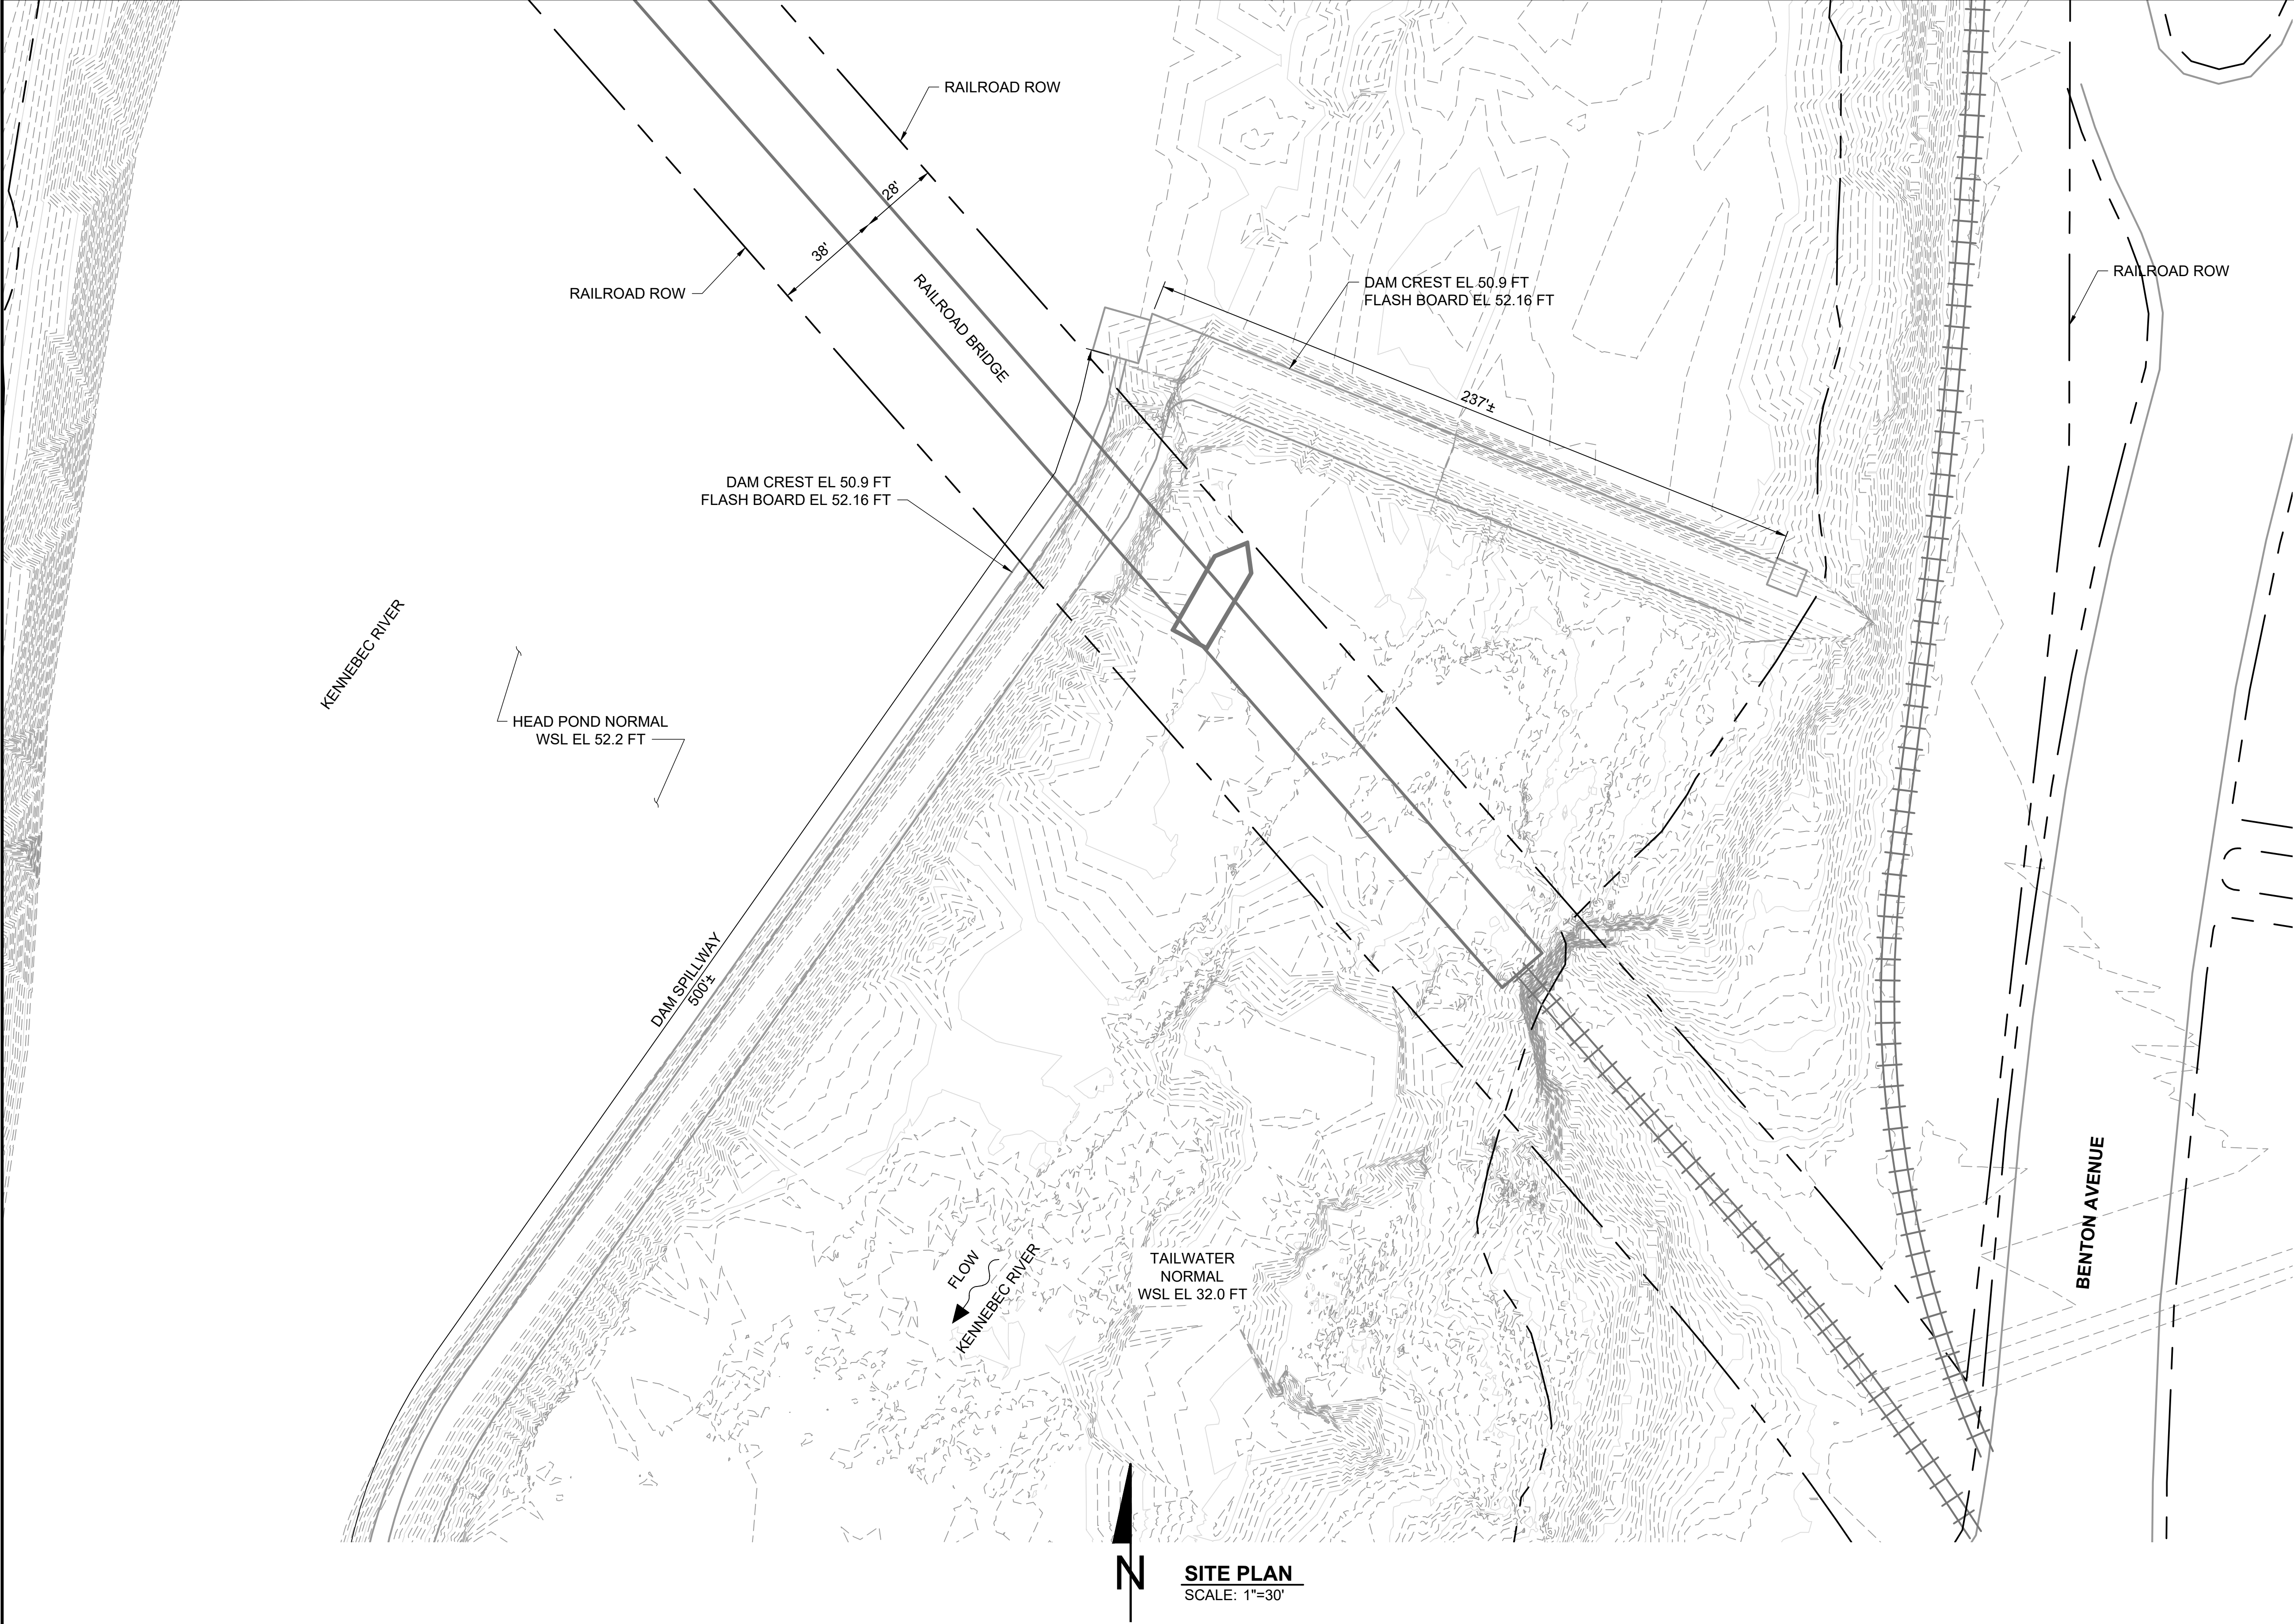 RAILROAD ROW
28'
38'
RAILROAD ROW
RAILROAD BRIDGE
DAM CREST EL 50.9 FT
FLASH BOARD EL 52.16 FT
RAILROAD ROW
237'±
DAM CREST EL 50.9 FT
FLASH BOARD EL 52.16 FT
KENNEBEC RIVER
HEAD POND NORMAL
WSL EL 52.2 FT
DAM SPILLWAY
500'±
FLOW
KENNEBEC RIVER
TAILWATER
NORMAL
WSL EL 32.0 FT
BENTON AVENUE
N
SITE PLAN
SCALE: 1"=30'